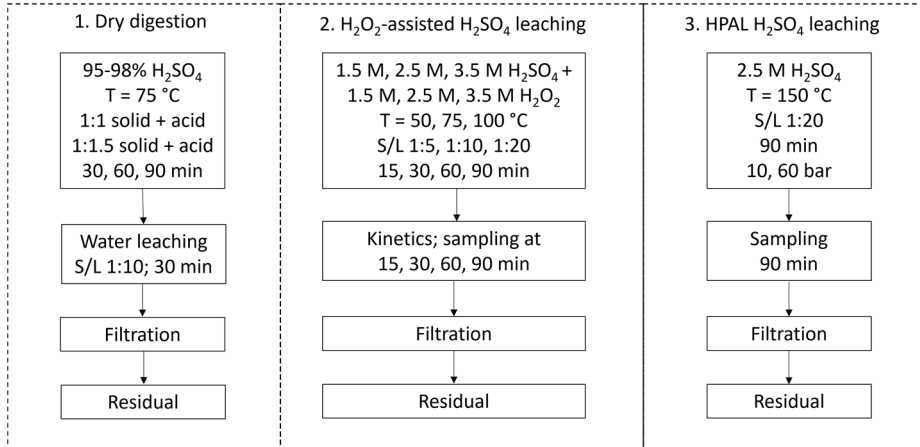 1. Dry digestion
95-98% H₂SO₄
T = 75 °C
1:1 solid + acid
1:1.5 solid + acid
30, 60, 90 min
Water leaching
S/L 1:10; 30 min
Filtration
Residual
2. H₂O₂-assisted H₂SO₄ leaching
1.5 M, 2.5 M, 3.5 M H₂SO₄ +
1.5 M, 2.5 M, 3.5 M H₂O₂
T = 50, 75, 100 °C
S/L 1:5, 1:10, 1:20
15, 30, 60, 90 min
Kinetics; sampling at
15, 30, 60, 90 min
Filtration
Residual
3. HPAL H₂SO₄ leaching
2.5 M H₂SO₄
T = 150 °C
S/L 1:20
90 min
10, 60 bar
Sampling
90 min
Filtration
Residual